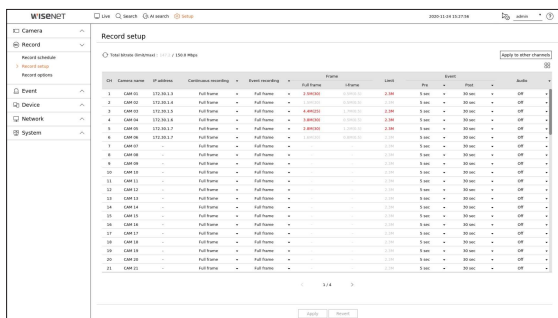 WISENET
Live Search AI search Setup
2020-11-24 15:17:56 admin
Camera
Record
Record schedule
Record setup
Record options
Event
Device
Network
System
Record setup
Total bitrate (limit/max) : / 150.0 Mbps
Apply to other channels
CH Camera name IP address Continuous recording Event recording Frame Limit Event Audio
Full frame I-frame Pre Post
1 CAM 01 172.30.1.3 Full frame Full frame 2.5M 5 sec 30 sec Off
2 CAM 02 172.30.1.4 Full frame Full frame 5 sec 30 sec Off
3 CAM 03 172.30.1.5 Full frame Full frame 2.5M 5 sec 30 sec Off
4 CAM 04 172.30.1.6 Full frame Full frame 2.5M 5 sec 30 sec Off
5 CAM 05 172.30.1.7 Full frame Full frame 2.5M 5 sec 30 sec Off
6 CAM 06 172.30.1.7 Full frame Full frame 5 sec 30 sec Off
7 CAM 07 - Full frame Full frame 5 sec 30 sec Off
8 CAM 08 - Full frame Full frame 5 sec 30 sec Off
9 CAM 09 - Full frame Full frame 5 sec 30 sec Off
10 CAM 10 - Full frame Full frame 5 sec 30 sec Off
11 CAM 11 - Full frame Full frame 5 sec 30 sec Off
12 CAM 12 - Full frame Full frame 5 sec 30 sec Off
13 CAM 13 - Full frame Full frame 5 sec 30 sec Off
14 CAM 14 - Full frame Full frame 5 sec 30 sec Off
15 CAM 15 - Full frame Full frame 5 sec 30 sec Off
16 CAM 16 - Full frame Full frame 5 sec 30 sec Off
17 CAM 17 - Full frame Full frame 5 sec 30 sec Off
18 CAM 18 - Full frame Full frame 5 sec 30 sec Off
19 CAM 19 - Full frame Full frame 5 sec 30 sec Off
20 CAM 20 - Full frame Full frame 5 sec 30 sec Off
21 CAM 21 - Full frame Full frame 5 sec 30 sec Off
< 1/4 >
Apply Revert